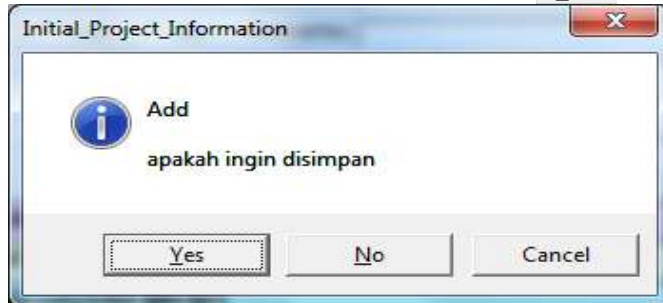 Initial_Project_Information
Add
apakah ingin disimpan
Yes
No
Cancel